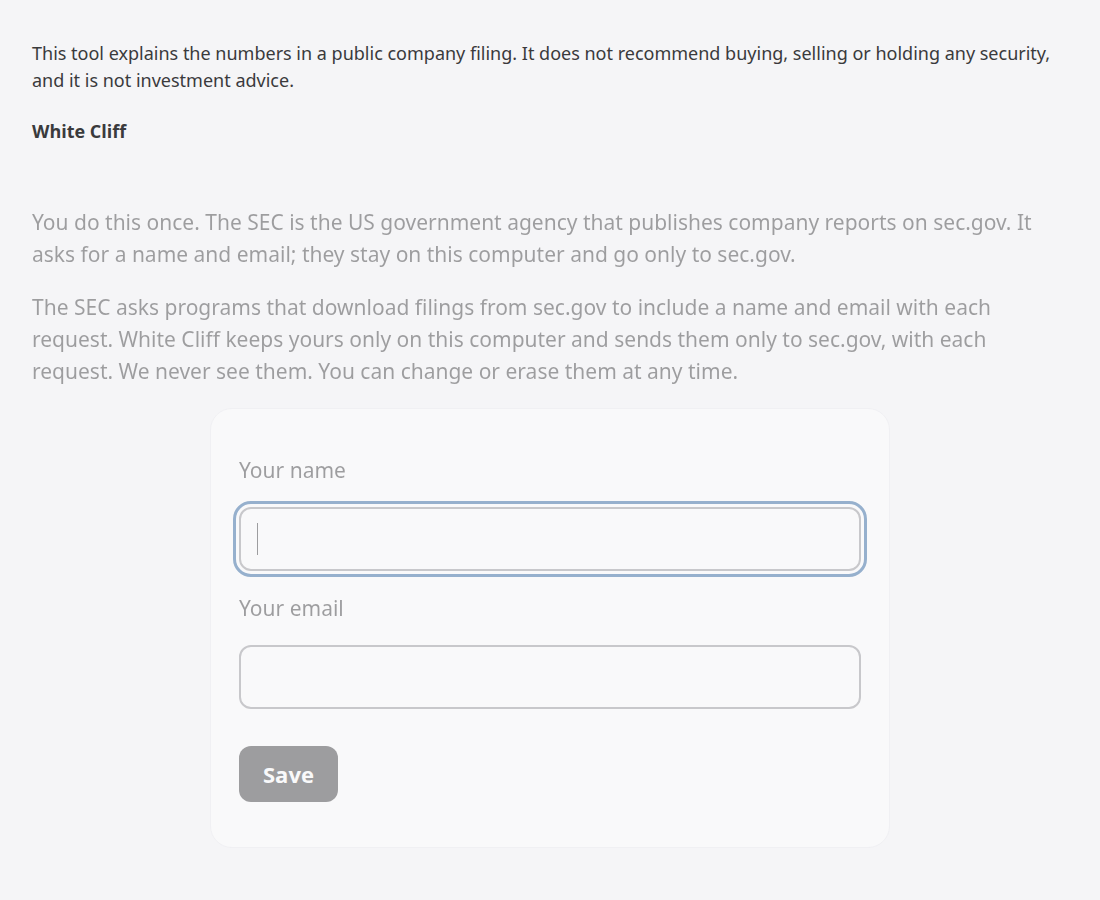 This tool explains the numbers in a public company filing. It does not recommend buying, selling or holding any security,
and it is not investment advice.
White Cliff
You do this once. The SEC is the US government agency that publishes company reports on sec.gov. It
asks for a name and email; they stay on this computer and go only to sec.gov.
The SEC asks programs that download filings from sec.gov to include a name and email with each
request. White Cliff keeps yours only on this computer and sends them only to sec.gov, with each
request. We never see them. You can change or erase them at any time.
Your name
Your email
Save